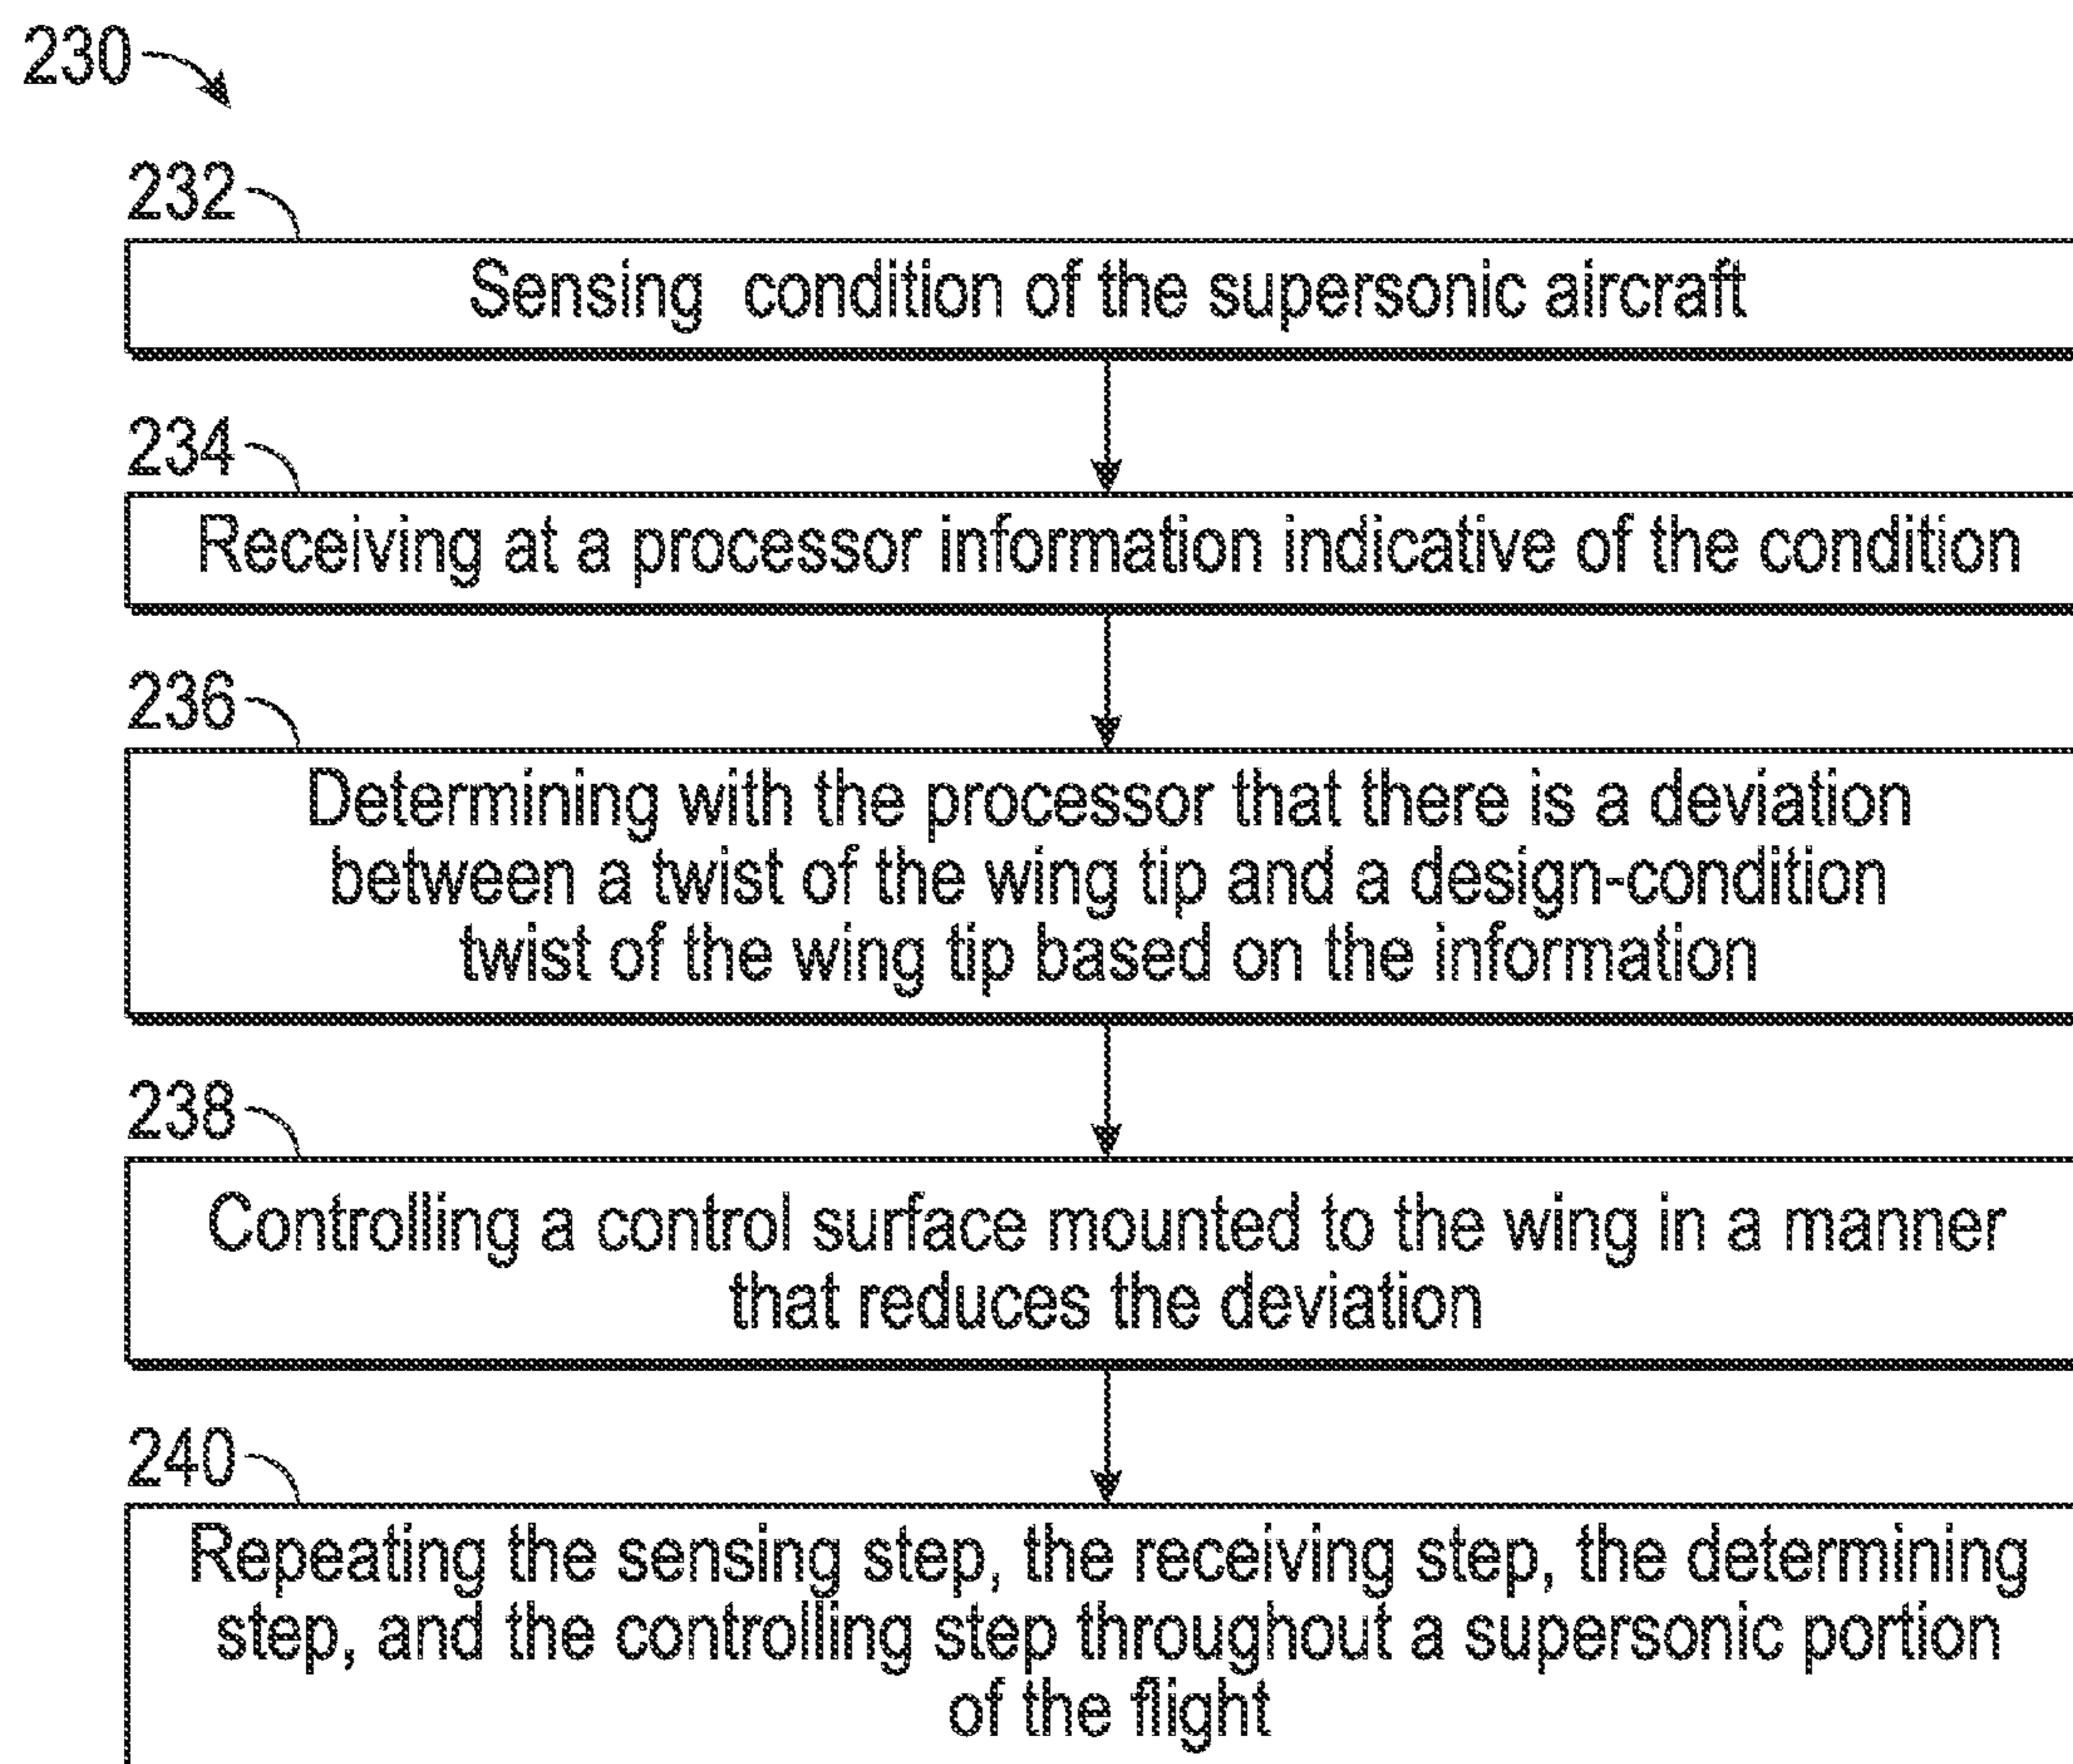 230
232
Sensing condition of the supersonic aircraft
234
Receiving at a processor information indicative of the condition
236
Determining with the processor that there is a deviation
between a twist of the wing tip and a design-condition
twist of the wing tip based on the information
238
Controlling a control surface mounted to the wing in a manner
that reduces the deviation
240
Repeating the sensing step, the receiving step, the determining
step, and the controlling step throughout a supersonic portion
of the flight